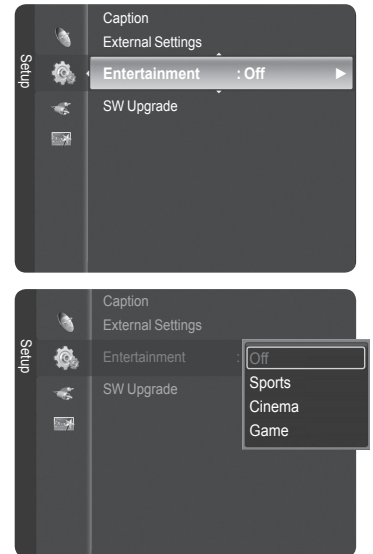 Setup
Caption
External Settings
Entertainment : Off
SW Upgrade
Setup
Caption
External Settings
Entertainment : Off
SW Upgrade
Sports
Cinema
Game